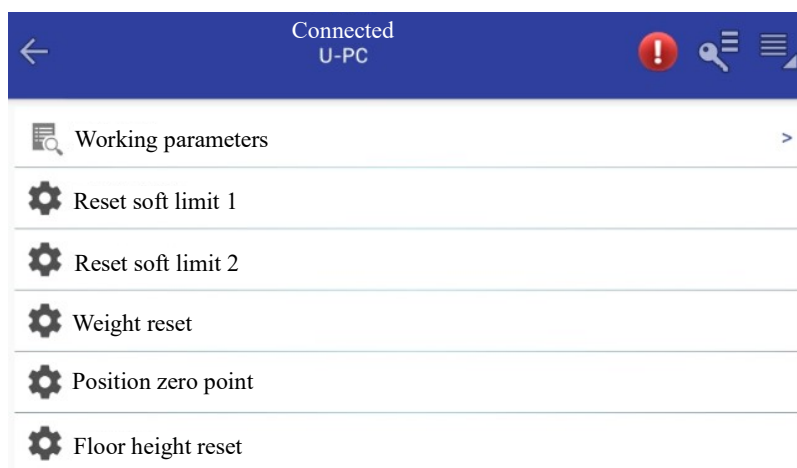 Connected
U-PC
Working parameters
>
Reset soft limit 1
Reset soft limit 2
Weight reset
Position zero point
Floor height reset